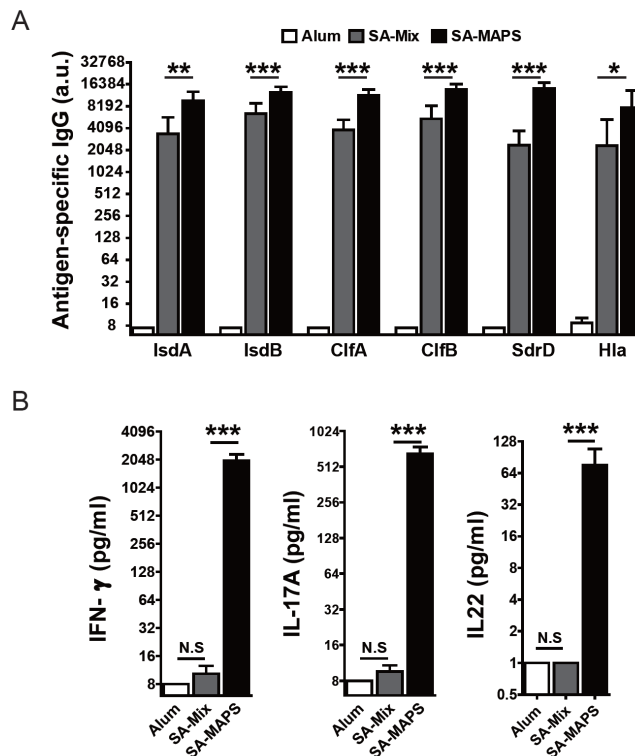 A
Alum SA-Mix SA-MAPS
Antigen-specific IgG (a.u.)
32768
16384
8192
4096
2048
1024
512
256
128
64
32
16
8
** *** *** *** *** *
IsdA IsdB ClfA ClfB SdrD Hla
B
IFN- γ (pg/ml)
4096
2048
1024
512
256
128
64
32
16
8
***
N.S
Alum SA-Mix SA-MAPS
IL-17A (pg/ml)
1024
512
256
128
64
32
16
8
***
N.S
Alum SA-Mix SA-MAPS
IL22 (pg/ml)
128
64
32
16
8
4
2
1
0.5
***
N.S
Alum SA-Mix SA-MAPS